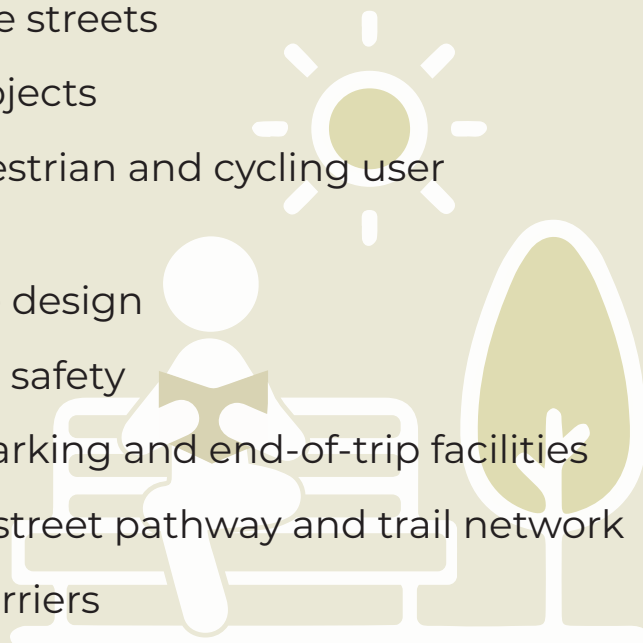 e streets
ojects
estrian and cycling user
design
safety
arking and end-of-trip facilities
street pathway and trail network
rriers